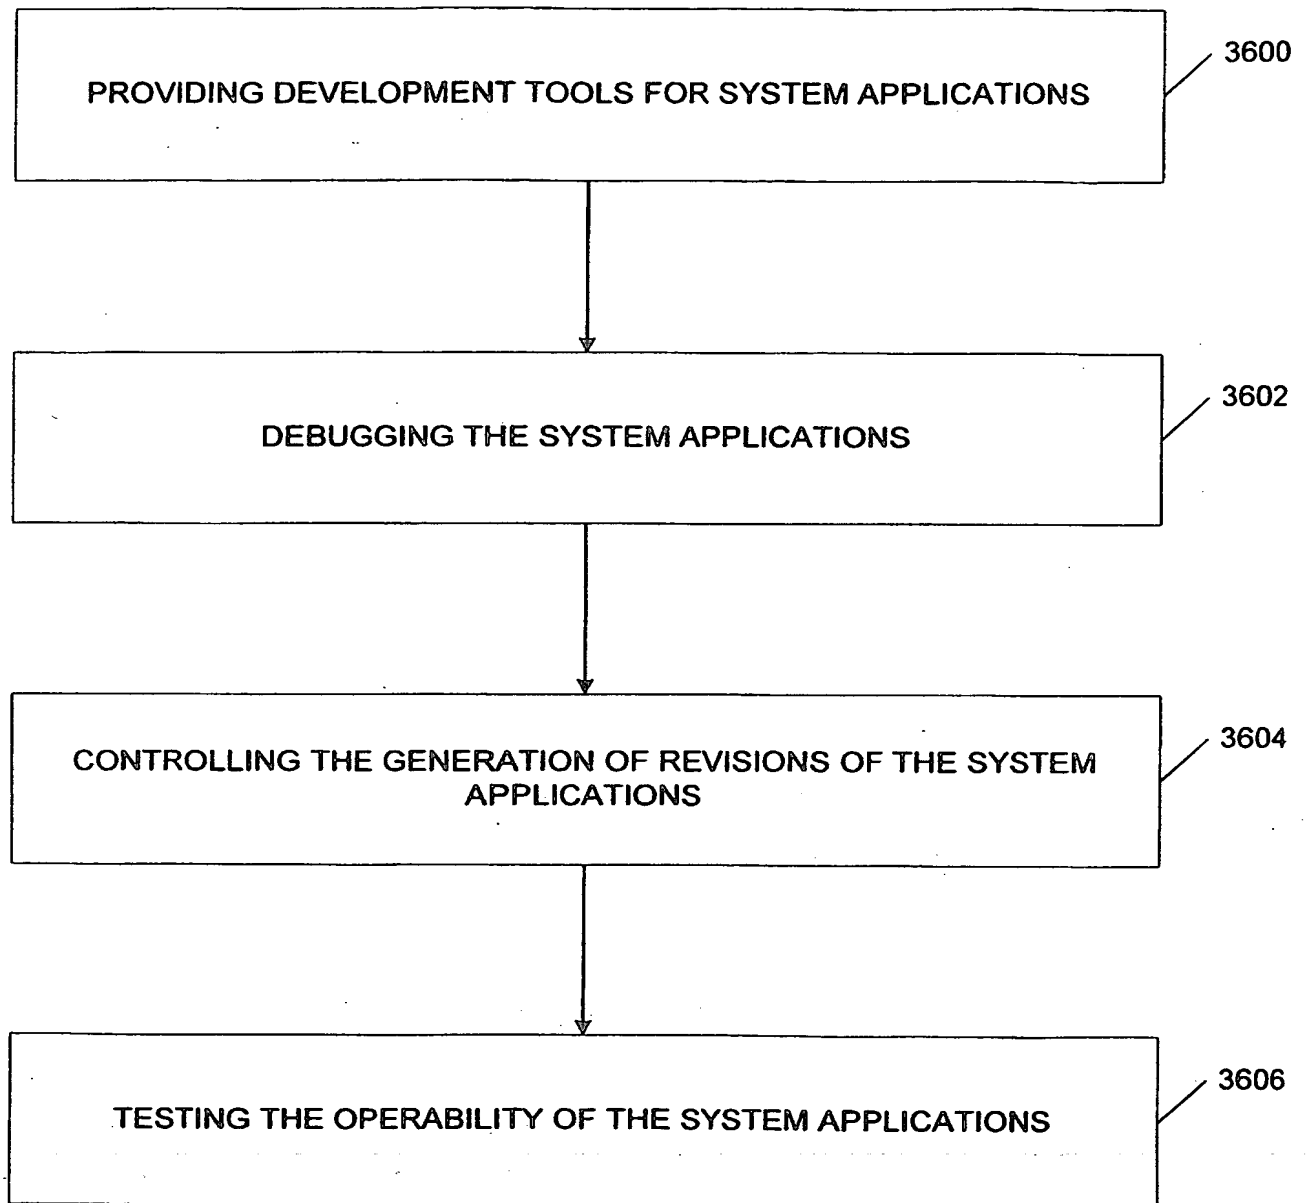 PROVIDING DEVELOPMENT TOOLS FOR SYSTEM APPLICATIONS
3600
DEBUGGING THE SYSTEM APPLICATIONS
3602
CONTROLLING THE GENERATION OF REVISIONS OF THE SYSTEM
APPLICATIONS
3604
TESTING THE OPERABILITY OF THE SYSTEM APPLICATIONS
3606